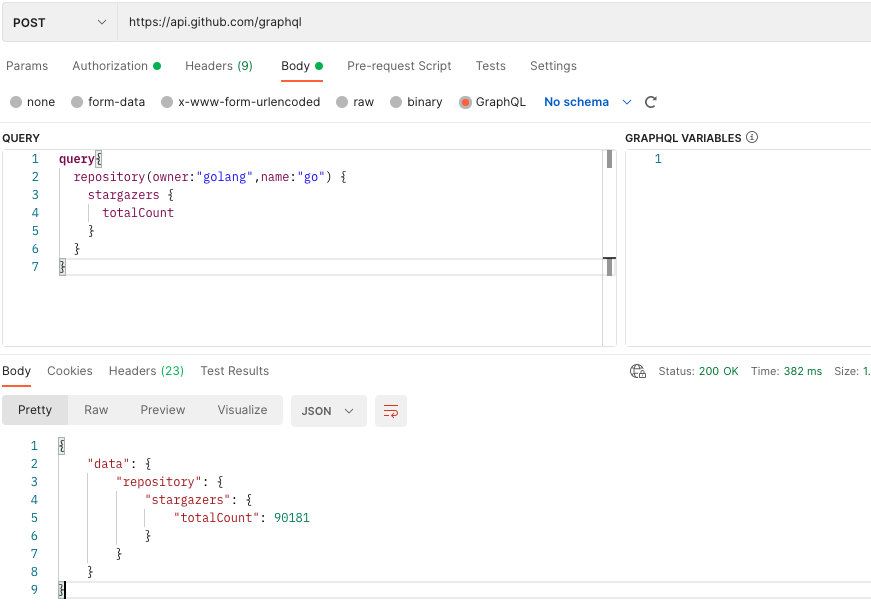 POST https://api.github.com/graphql
Params Authorization Headers (9) Body Pre-request Script Tests Settings
none form-data x-www-form-urlencoded raw binary GraphQL No schema
QUERY GRAPHQL VARIABLES
1 query{ 1
2 repository(owner:"golang",name:"go") {
3 stargazers {
4 totalCount
5 }
6 }
7 }
Body Cookies Headers (23) Test Results Status: 200 OK Time: 382 ms Size: 1.
Pretty Raw Preview Visualize JSON
1 {
2 "data": {
3 "repository": {
4 "stargazers": {
5 "totalCount": 90181
6 }
7 }
8 }
9 }